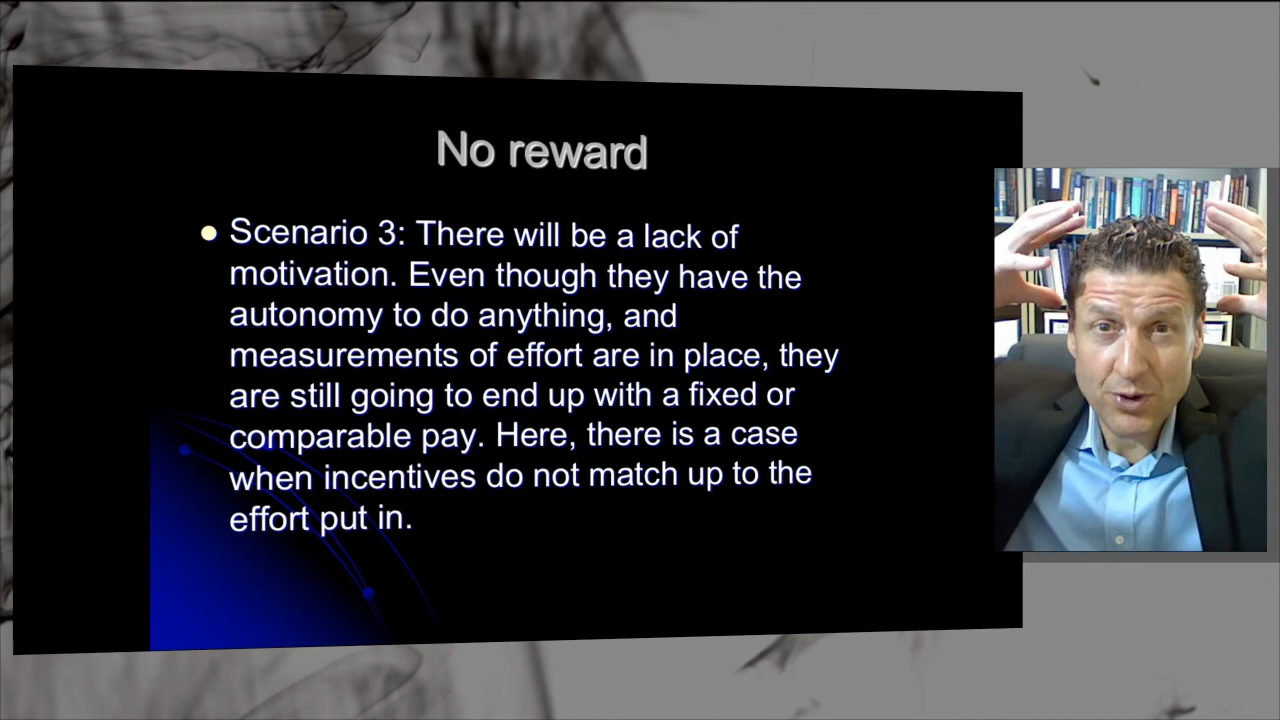 No reward
Scenario 3: There will be a lack of
motivation. Even though they have the
autonomy to do anything, and
measurements of effort are in place, they
are still going to end up with a fixed or
comparable pay. Here, there is a case
when incentives do not match up to the
effort put in.